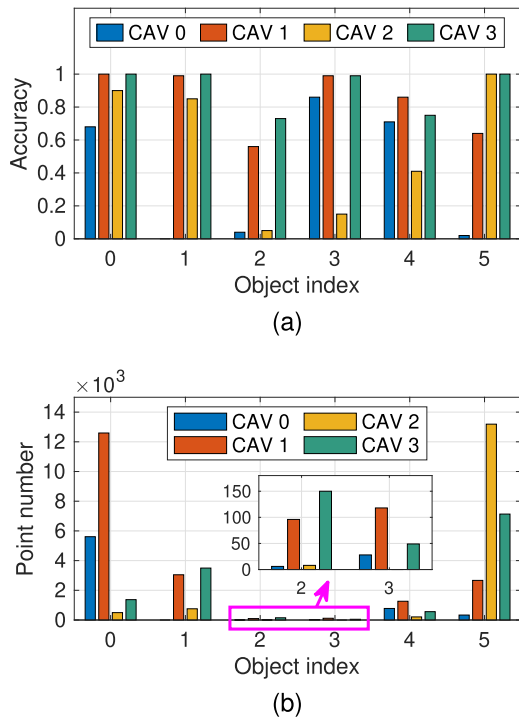 (a)
CAV 0 CAV 1 CAV 2 CAV 3
Accuracy
1
0.8
0.6
0.4
0.2
0
0 1 2 3 4 5
Object index
(a)
×10³
CAV 0 CAV 2
CAV 1 CAV 3
Point number
14
12
10
8
6
4
2
0
150
100
50
0
2 3
0 1 2 3 4 5
Object index
(b)